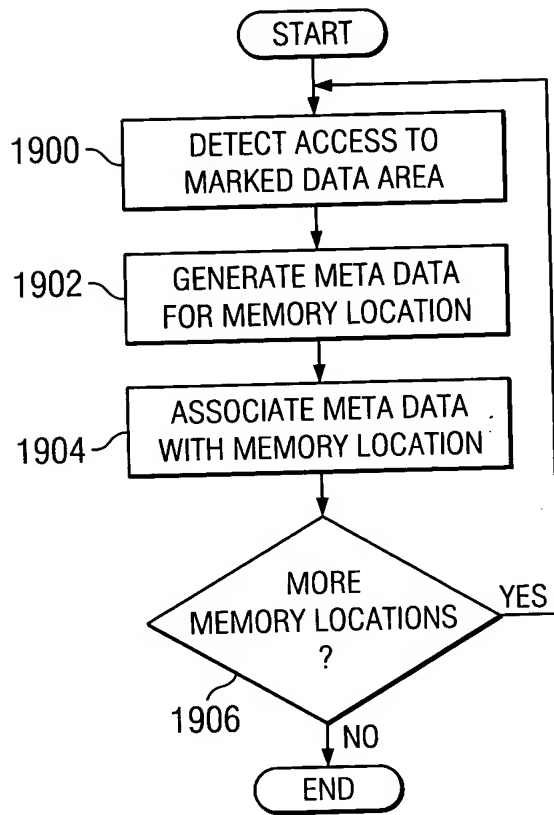 START
1900
DETECT ACCESS TO
MARKED DATA AREA
1902
GENERATE META DATA
FOR MEMORY LOCATION
1904
ASSOCIATE META DATA
WITH MEMORY LOCATION
MORE
MEMORY LOCATIONS
?
YES
1906
NO
END